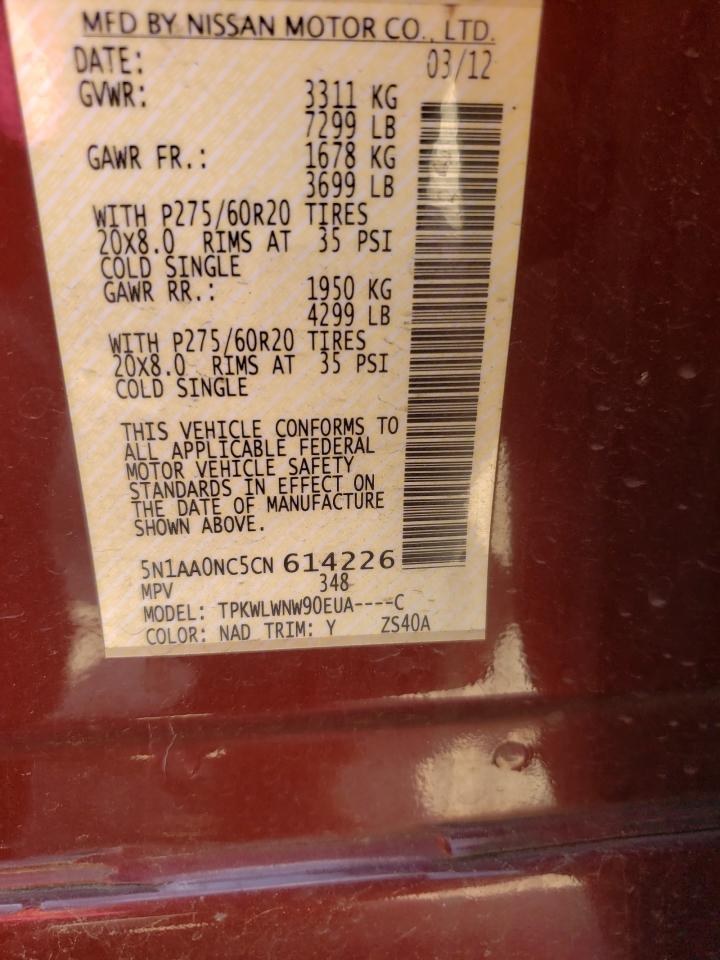 MFD BY NISSAN MOTOR CO., LTD.
DATE: 03/12
GVWR: 3311 KG
7299 LB
GAWR FR.: 1678 KG
3699 LB
WITH P275/60R20 TIRES
20X8.0 RIMS AT 35 PSI
COLD SINGLE
GAWR RR.: 1950 KG
4299 LB
WITH P275/60R20 TIRES
20X8.0 RIMS AT 35 PSI
COLD SINGLE
THIS VEHICLE CONFORMS TO
ALL APPLICABLE FEDERAL
MOTOR VEHICLE SAFETY
STANDARDS IN EFFECT ON
THE DATE OF MANUFACTURE
SHOWN ABOVE.
5N1AA0NC5CN 614226
MPV 348
MODEL: TPKWLWNW90EUA----C
COLOR: NAD TRIM: Y ZS40A